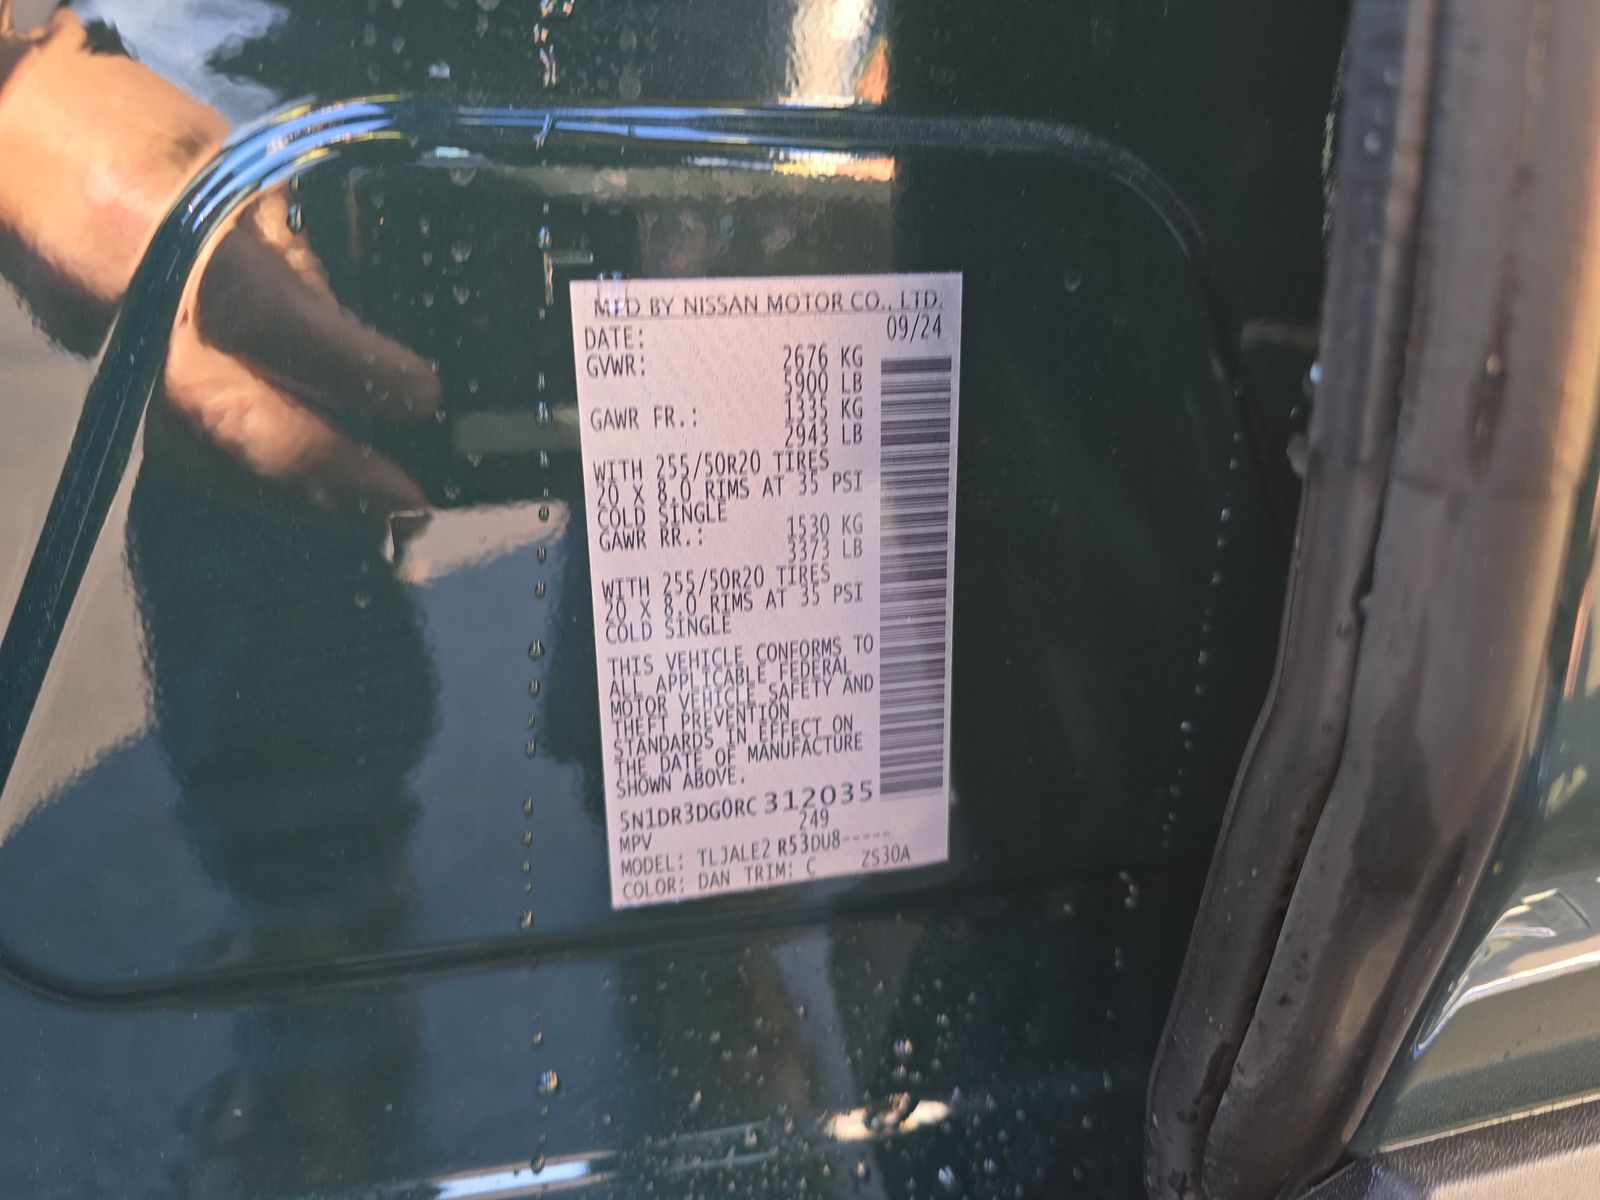 MFD BY NISSAN MOTOR CO., LTD.
DATE: 09/24
GVWR: 2676 KG
5900 LB
GAWR FR.: 1335 KG
2943 LB
WITH 255/50R20 TIRES
20 X 8.0 RIMS AT 35 PSI
COLD SINGLE
GAWR RR.: 1530 KG
3373 LB
WITH 255/50R20 TIRES
20 X 8.0 RIMS AT 35 PSI
COLD SINGLE
THIS VEHICLE CONFORMS TO
ALL APPLICABLE FEDERAL
MOTOR VEHICLE SAFETY AND
THEFT PREVENTION
STANDARDS IN EFFECT ON
THE DATE OF MANUFACTURE
SHOWN ABOVE.
5N1DR3DG0RC312035
MPV 249
MODEL: TLJALE2 R53DU8-----
COLOR: DAN TRIM: C ZS30A